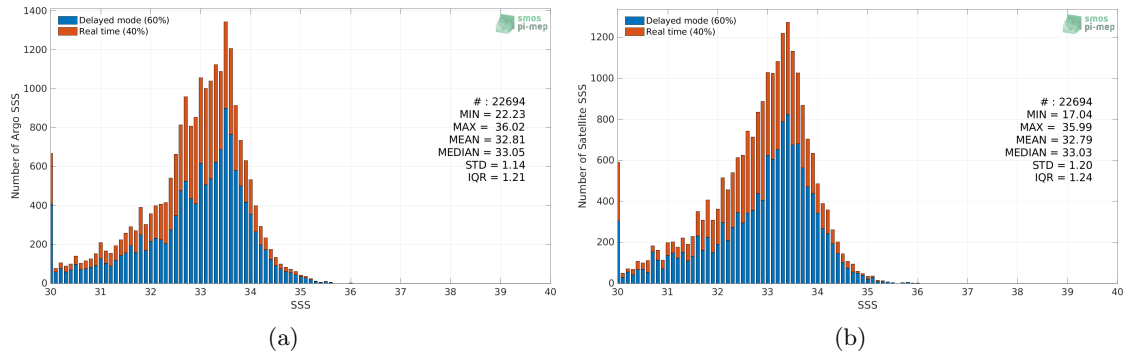 Delayed mode (60%)
Real time (40%)
smos
pi-mep
# : 22694
MIN = 22.23
MAX = 36.02
MEAN = 32.81
MEDIAN = 33.05
STD = 1.14
IQR = 1.21
Number of Argo SSS
1400
1200
1000
800
600
400
200
0
30 31 32 33 34 35 36 37 38 39 40
SSS
(a)
Delayed mode (60%)
Real time (40%)
smos
pi-mep
# : 22694
MIN = 17.04
MAX = 35.99
MEAN = 32.79
MEDIAN = 33.03
STD = 1.20
IQR = 1.24
Number of Satellite SSS
1200
1000
800
600
400
200
0
30 31 32 33 34 35 36 37 38 39 40
SSS
(b)